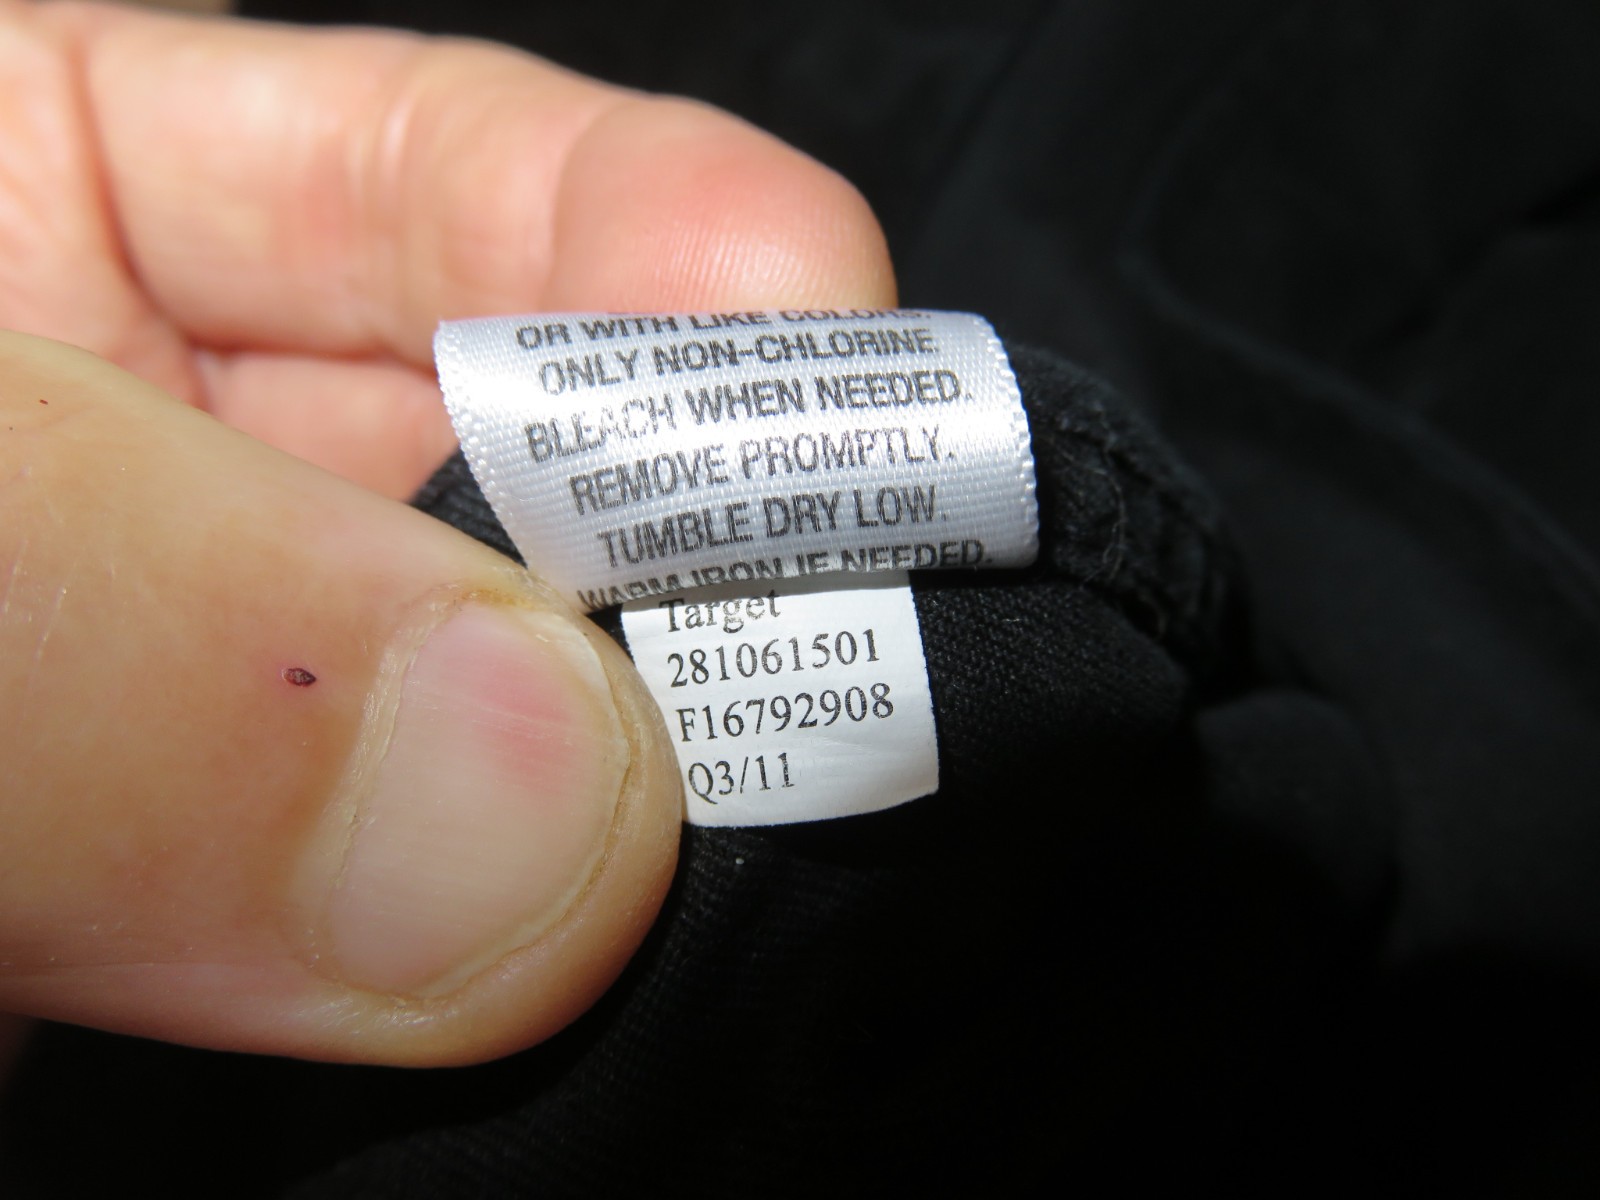 OR WITH LIKE COLORS.
ONLY NON-CHLORINE
BLEACH WHEN NEEDED.
REMOVE PROMPTLY.
TUMBLE DRY LOW.
WARM IRON IF NEEDED.
Target
281061501
F16792908
Q3/11